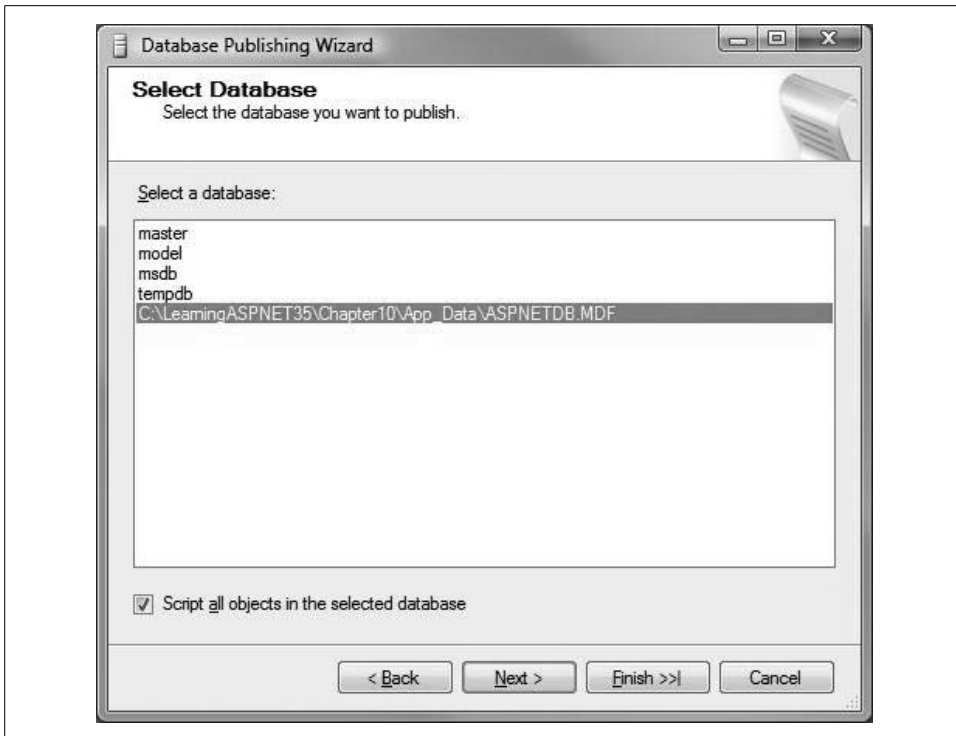 Database Publishing Wizard
Select Database
Select the database you want to publish.
Select a database:
master
model
msdb
tempdb
C:\LearningASPNET35\Chapter10\App_Data\ASPNETDB.MDF
Script all objects in the selected database
< Back
Next >
Finish >>|
Cancel